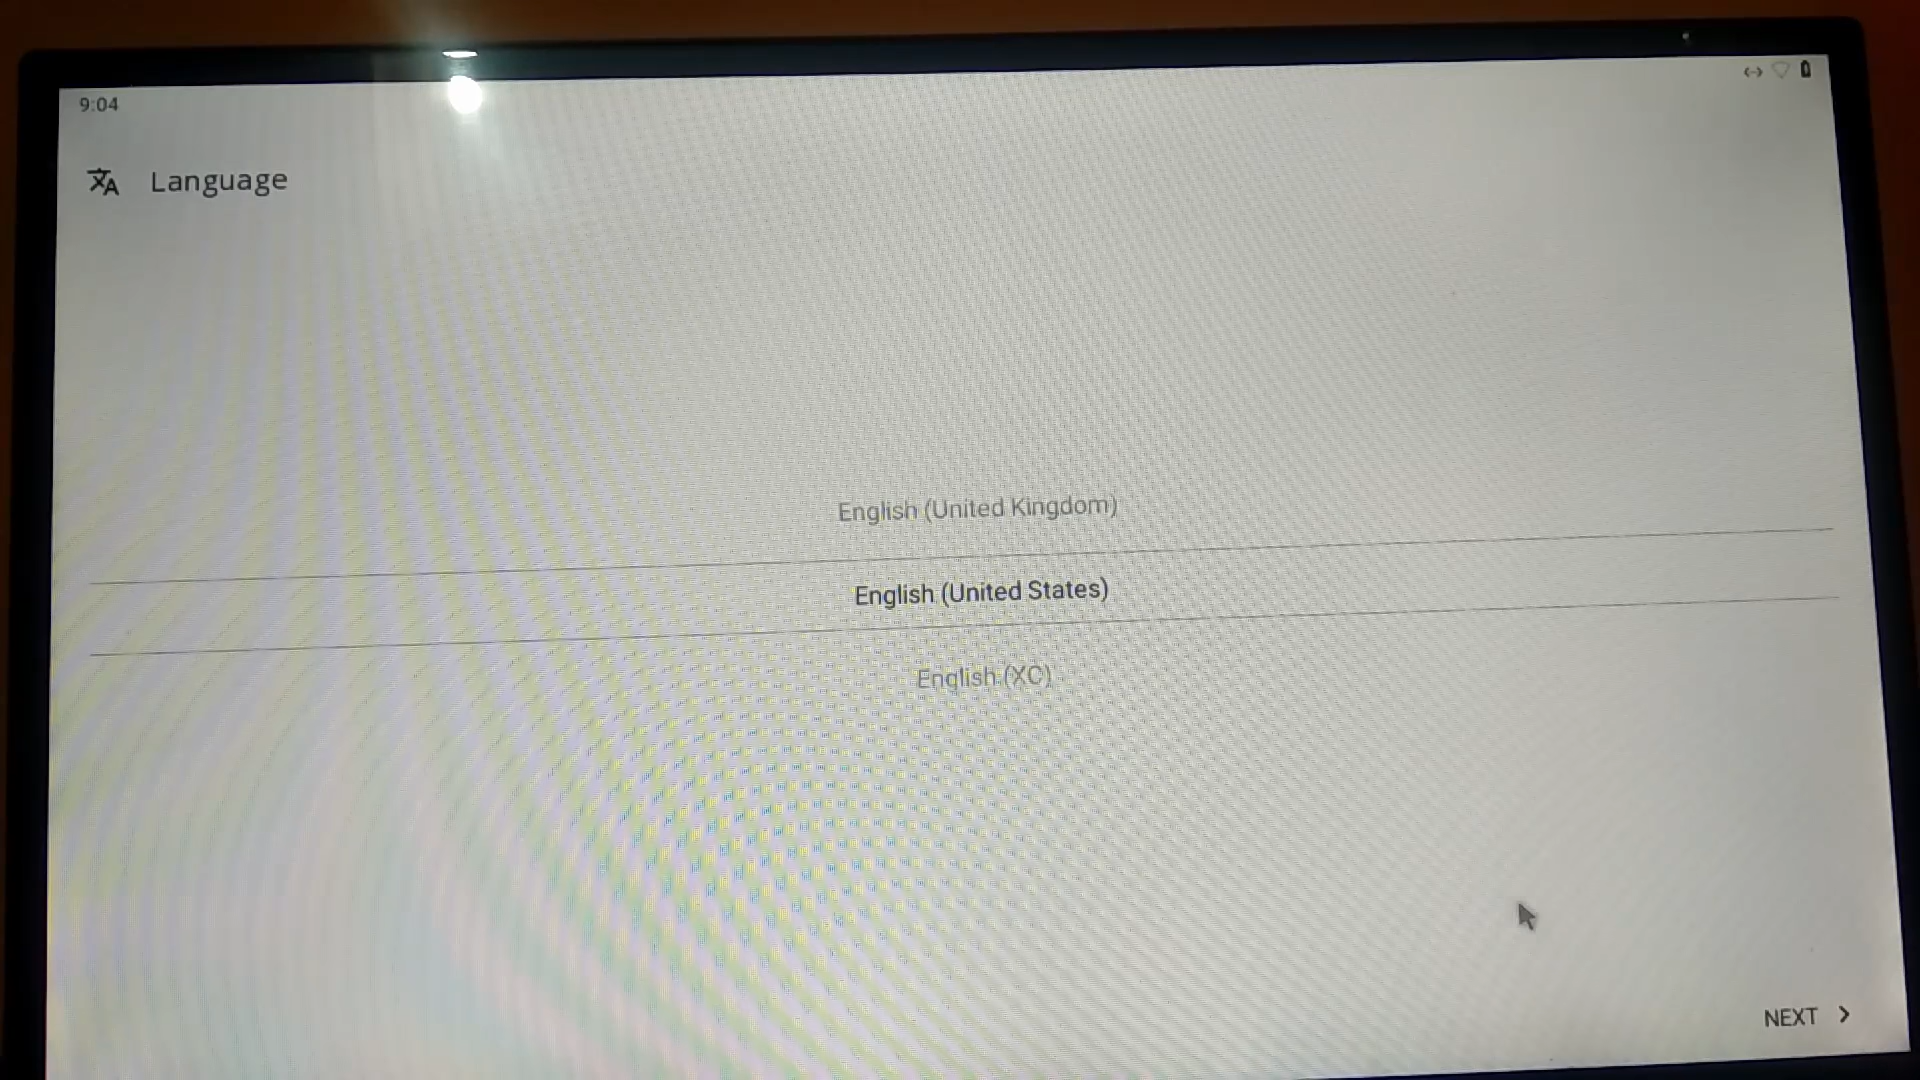 9:04
Language
English (United Kingdom)
English (United States)
English (XC)
NEXT